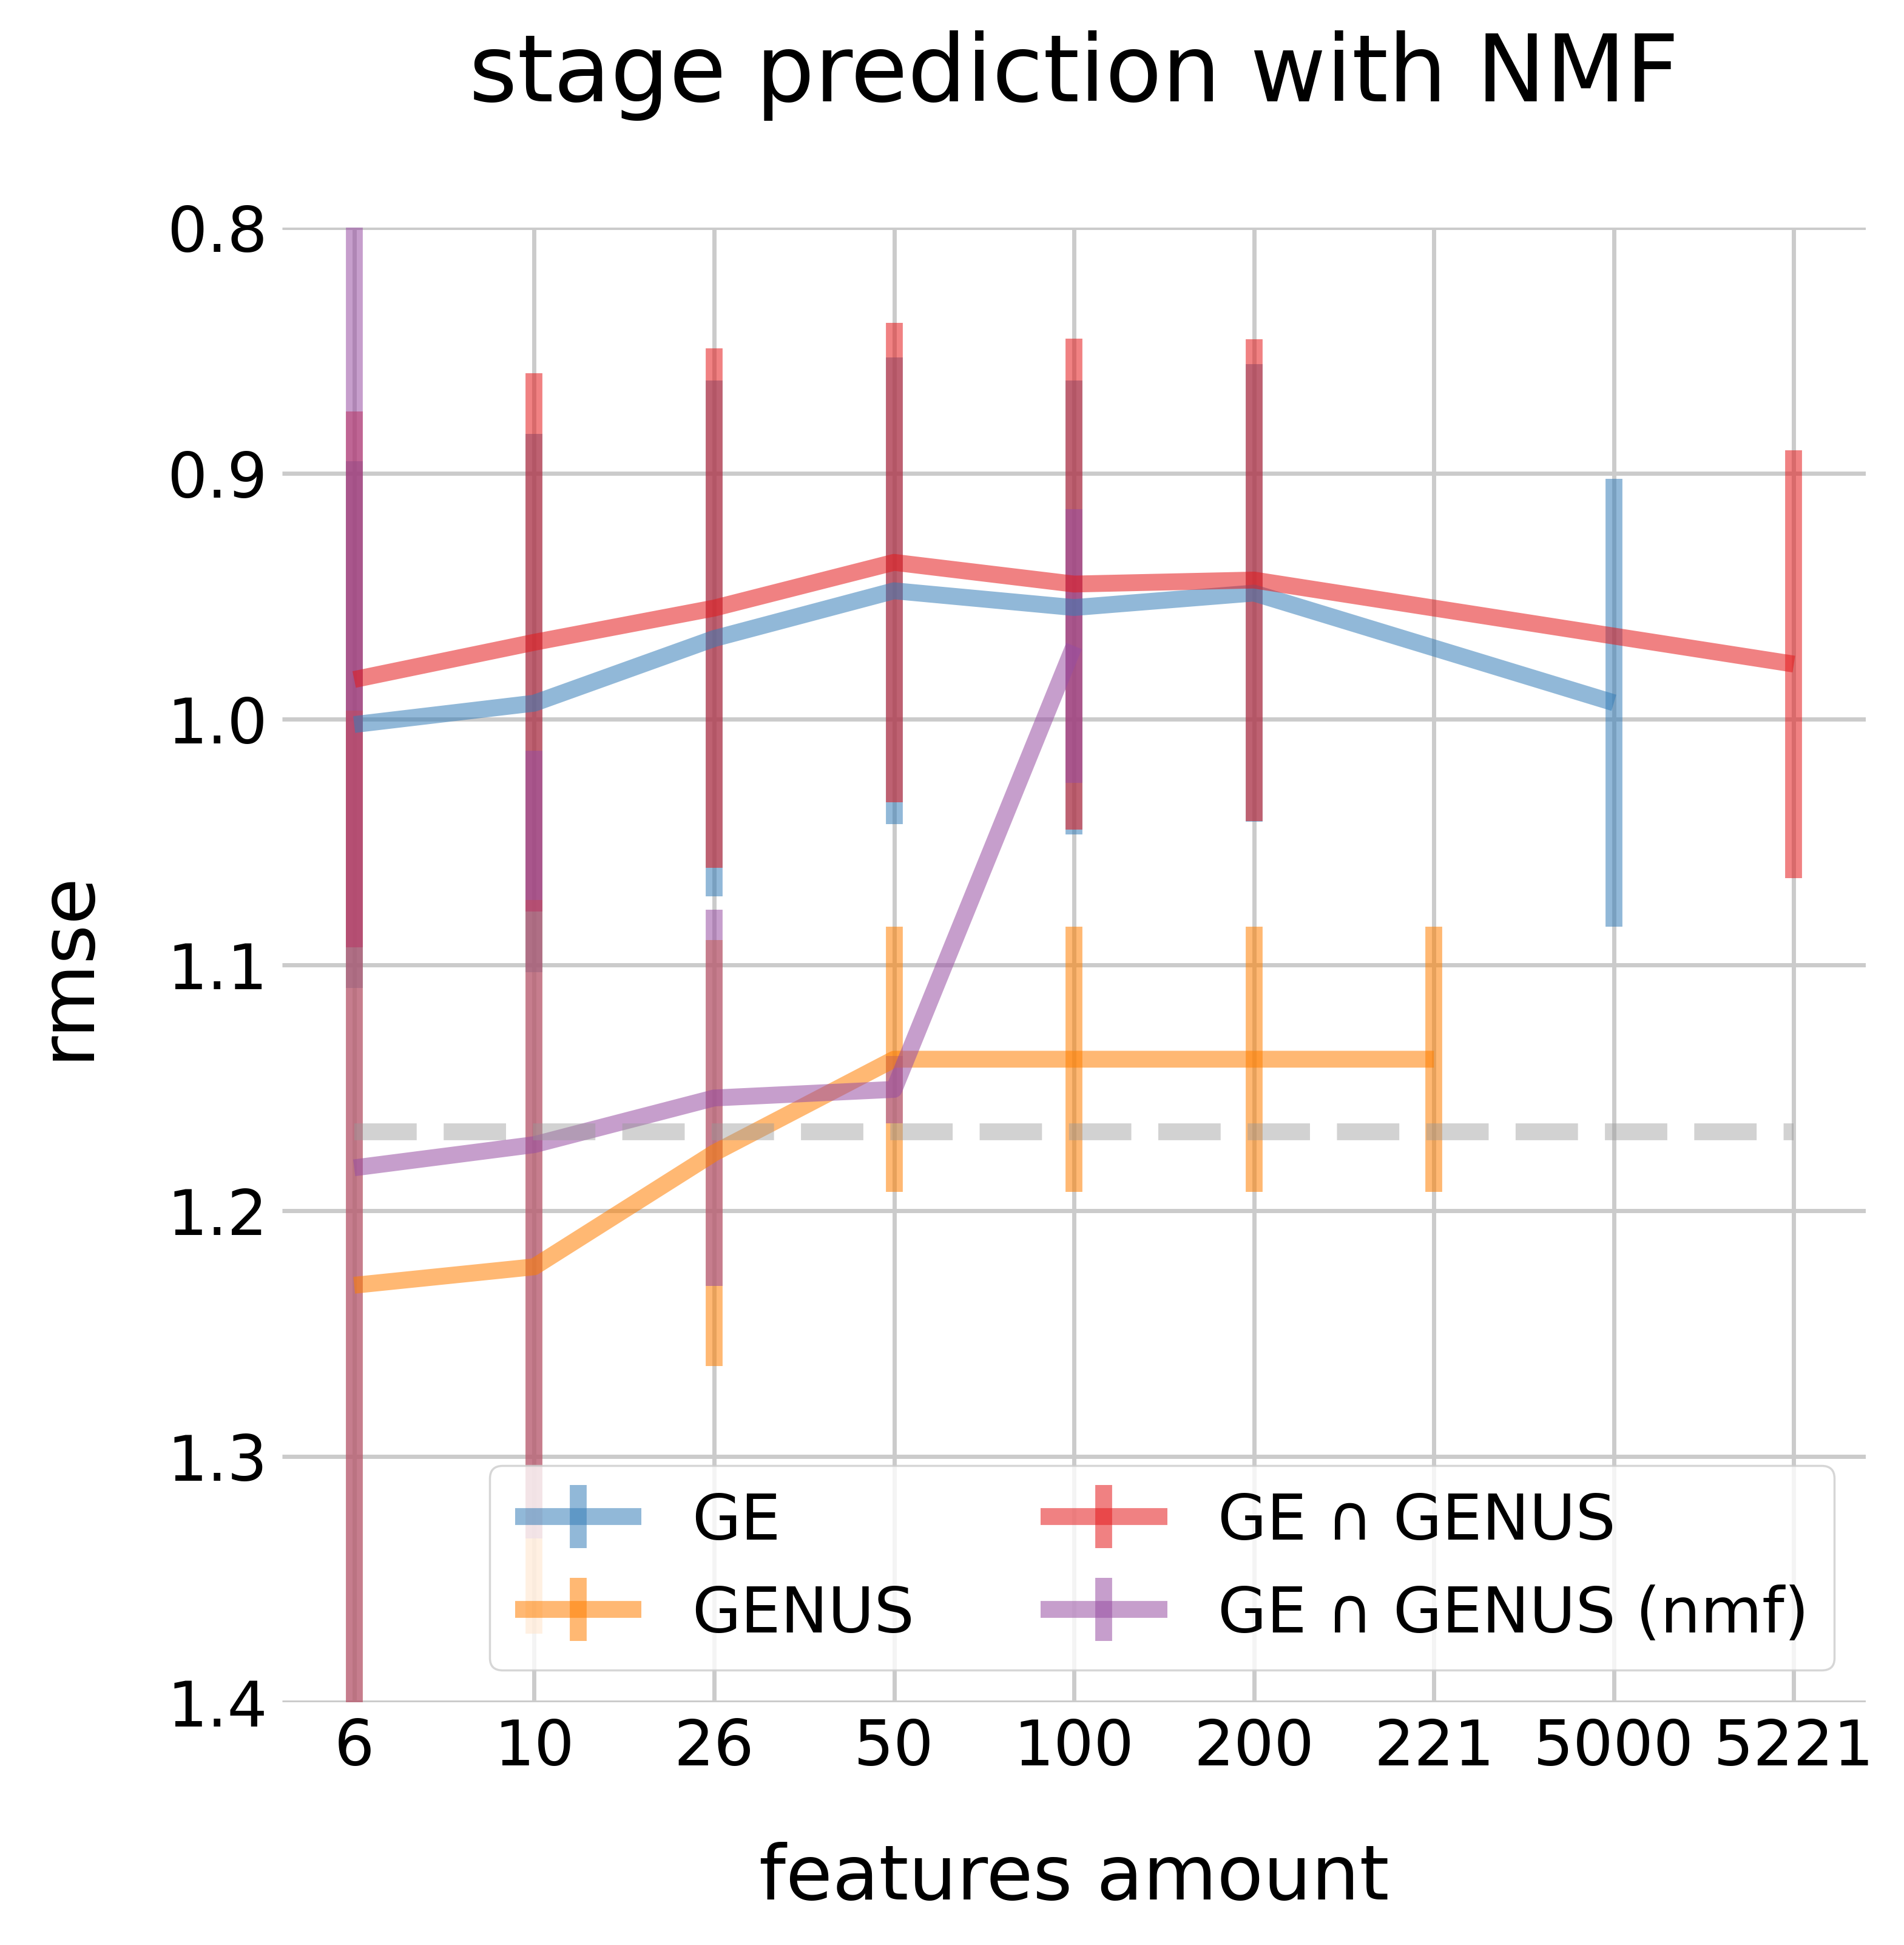 stage prediction with NMF
0.8
0.9
1.0
1.1
1.2
1.3
1.4
rmse
GE
GENUS
GE ∩ GENUS
GE ∩ GENUS (nmf)
6 10 26 50 100 200 221 5000 5221
features amount